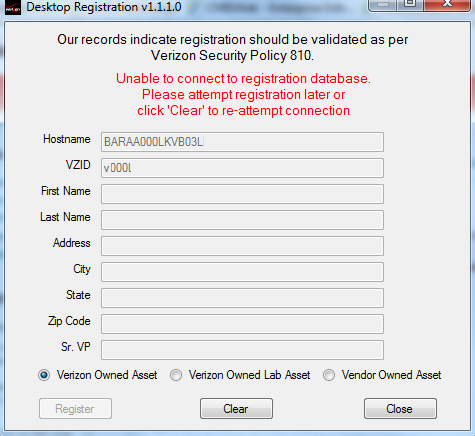 Desktop Registration v1.1.1.0
Our records indicate registration should be validated as per
Verizon Security Policy 810.
Unable to connect to registration database.
Please attempt registration later or
click 'Clear' to re-attempt connection
Hostname BARAA000LKVB03L
VZID
First Name
Last Name
Address
City
State
Zip Code
Sr. VP
Verizon Owned Asset Verizon Owned Lab Asset Vendor Owned Asset
Register Clear Close